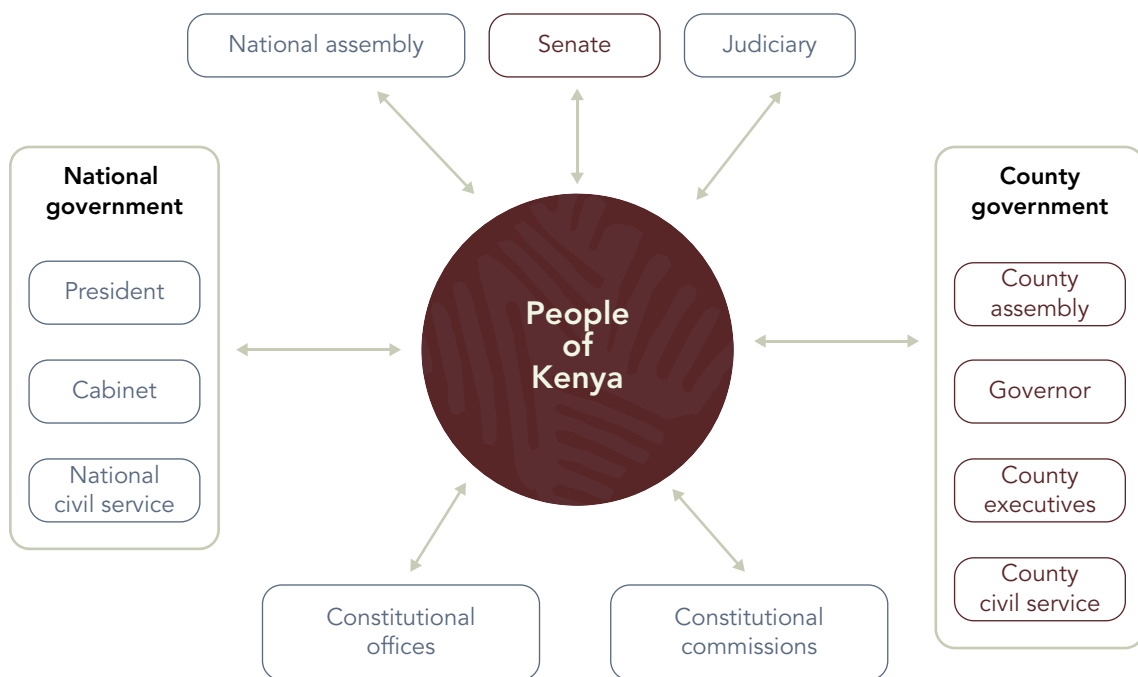 National assembly
Senate
Judiciary
National
government
President
Cabinet
National
civil service
People
of
Kenya
County
government
County
assembly
Governor
County
executives
County
civil service
Constitutional
offices
Constitutional
commissions